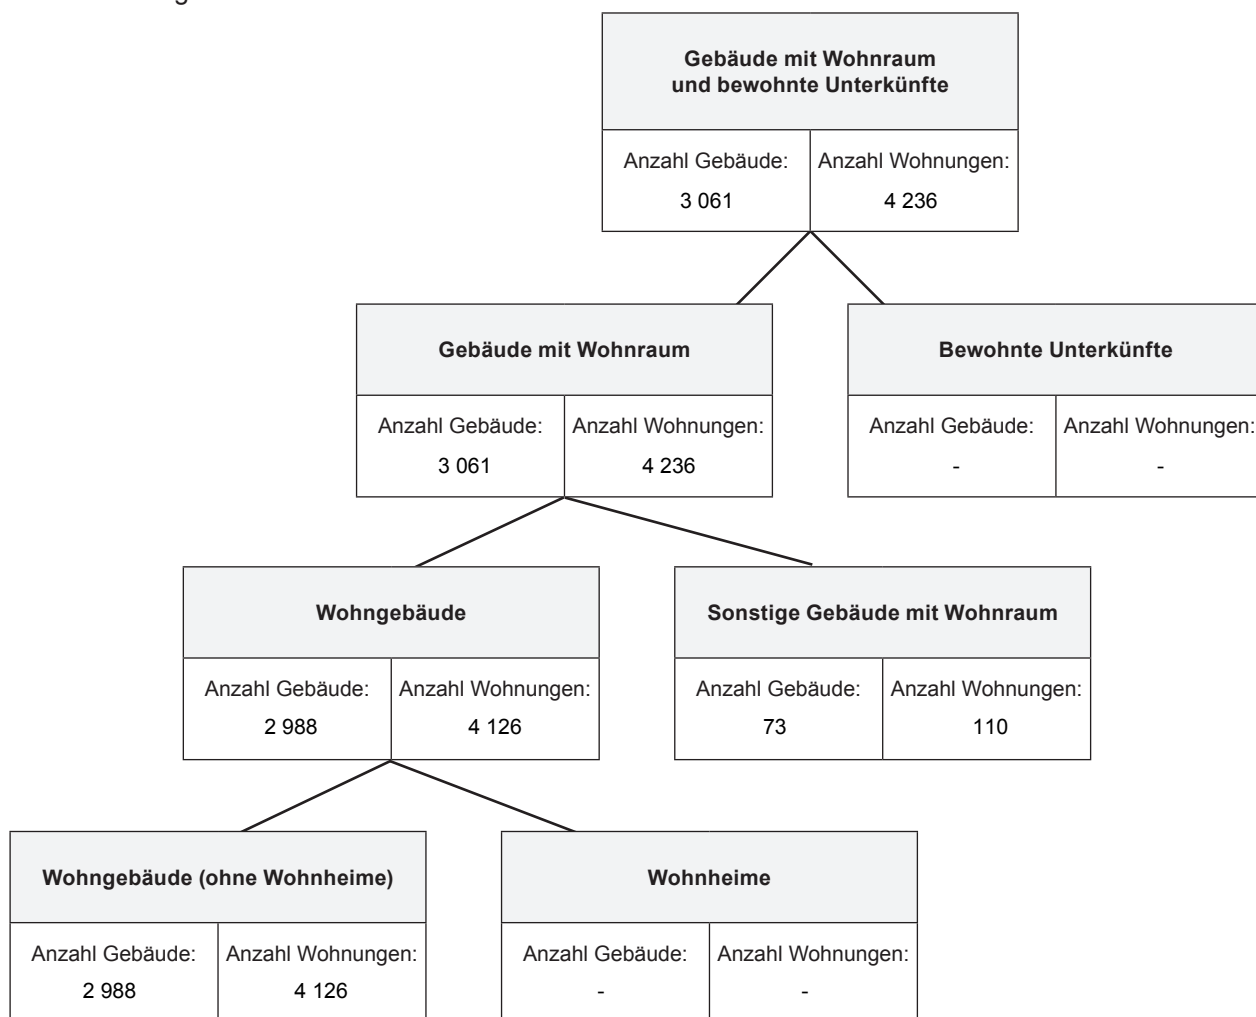 Gebäude mit Wohnraum
und bewohnte Unterkünfte
Anzahl Gebäude: Anzahl Wohnungen:
3 061 4 236
Gebäude mit Wohnraum
Anzahl Gebäude: Anzahl Wohnungen:
3 061 4 236
Bewohnte Unterkünfte
Anzahl Gebäude: Anzahl Wohnungen:
- -
Wohngebäude
Anzahl Gebäude: Anzahl Wohnungen:
2 988 4 126
Sonstige Gebäude mit Wohnraum
Anzahl Gebäude: Anzahl Wohnungen:
73 110
Wohngebäude (ohne Wohnheime)
Anzahl Gebäude: Anzahl Wohnungen:
2 988 4 126
Wohnheime
Anzahl Gebäude: Anzahl Wohnungen:
- -